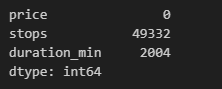 price 0
stops 49332
duration_min 2004
dtype: int64